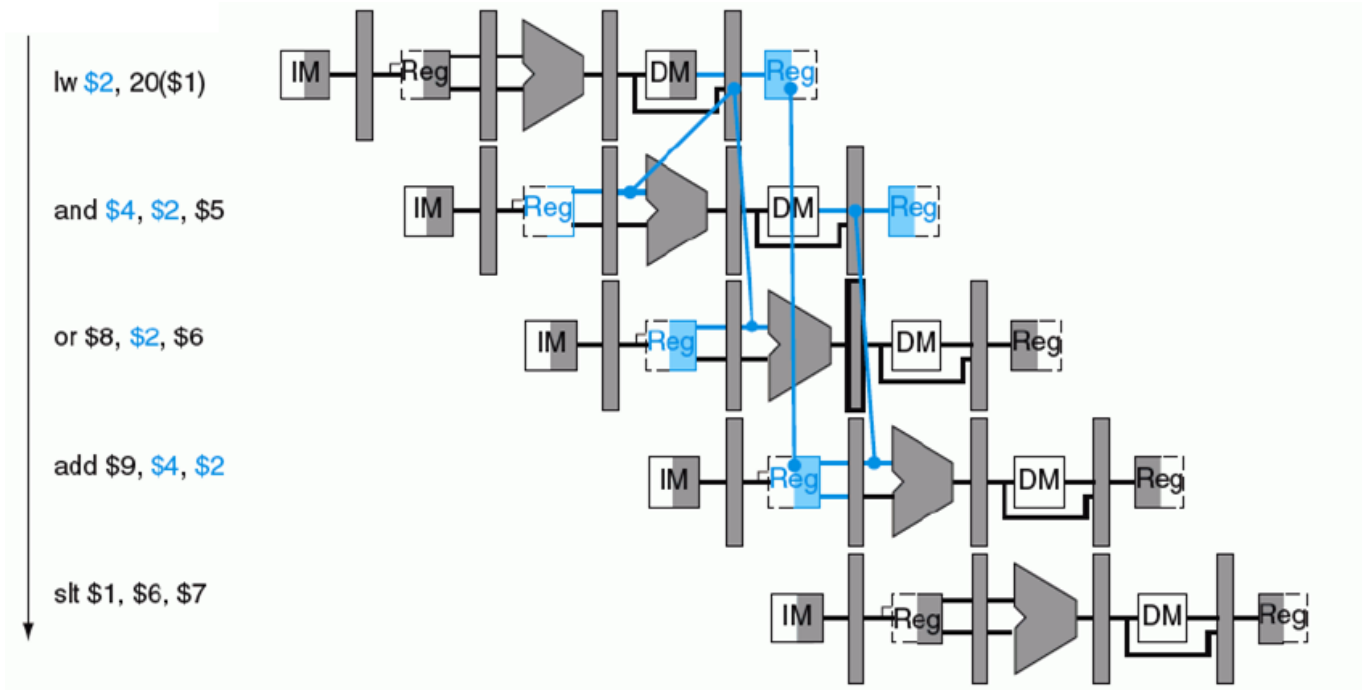 lw $2, 20($1)
IM Reg DM Reg
and $4, $2, $5
IM Reg DM Reg
or $8, $2, $6
IM Reg DM Reg
add $9, $4, $2
IM Reg DM Reg
slt $1, $6, $7
IM Reg DM Reg